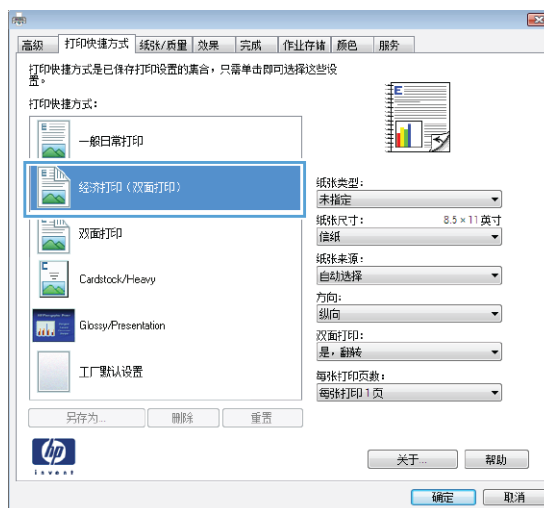 高级 打印快捷方式 纸张/质量 效果 完成 作业存储 颜色 服务
打印快捷方式是已保存打印设置的集合，只需单击即可选择这些设
置。
打印快捷方式：
一般日常打印
经济打印（双面打印）
双面打印
Cardstock/Heavy
Glossy/Presentation
工厂默认设置
另存为... 删除 重置
E
纸张类型：
未指定
纸张尺寸： 8.5 × 11 英寸
信纸
纸张来源：
自动选择
方向：
纵向
双面打印：
是，翻转
每张打印页数：
每张打印 1 页
hp
invent
关于... 帮助
确定 取消